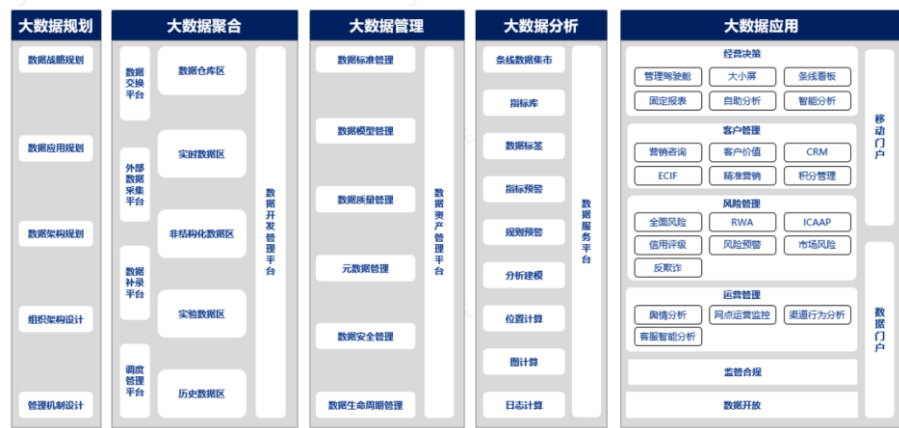 大数据规划
数据战略规划
数据应用规划
数据架构规划
组织架构设计
管理机制设计
大数据聚合
数据
交换
平台
外部
数据
采集
平台
数据
补录
平台
调度
管理
平台
数据仓库区
实时数据区
非结构化数据区
实验数据区
历史数据区
数据开发管理平台
大数据管理
数据标准管理
数据模型管理
数据质量管理
元数据管理
数据安全管理
数据生命周期管理
数据资产管理平台
大数据分析
条线数据集市
指标库
数据标签
指标预警
规则预警
分析建模
位置计算
图计算
日志计算
数据服务平台
大数据应用
经营决策
管理驾驶舱 大小屏 条线看板
固定报表 自助分析 智能分析
客户管理
营销咨询 客户价值 CRM
ECIF 精准营销 积分管理
风险管理
全面风险 RWA ICAAP
信用评级 风险预警 市场风险
反欺诈
运营管理
舆情分析 网点运营监控 渠道行为分析
客服智能分析
监管合规
数据开放
移动门户
数据门户